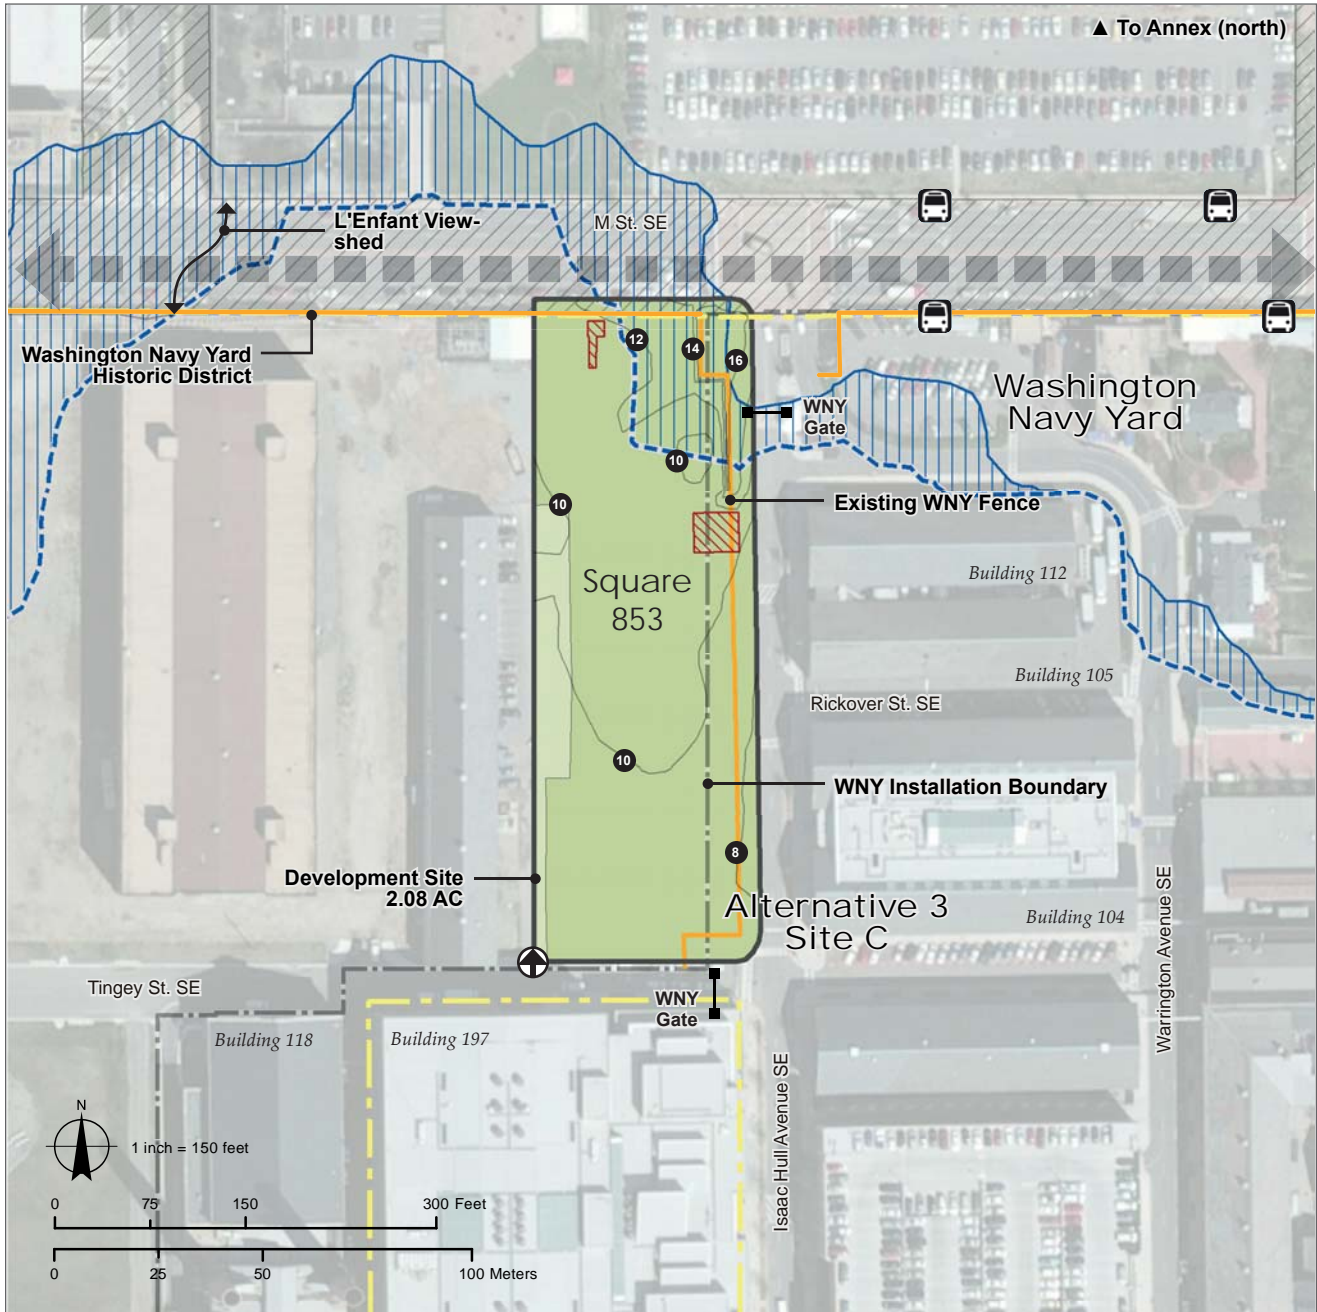 ▲ To Annex (north)
L'Enfant View-
shed
M St. SE
Washington Navy Yard
Historic District
12
14
16
Washington
Navy Yard
WNY
Gate
10
10
Existing WNY Fence
Square
853
Building 112
Building 105
Rickover St. SE
10
WNY Installation Boundary
8
Development Site
2.08 AC
Alternative 3
Site C
Building 104
Warrington Avenue SE
Tingey St. SE
WNY
Gate
Building 118
Building 197
Isaac Hull Avenue SE
N
1 inch = 150 feet
0 75 150 300 Feet
0 25 50 100 Meters